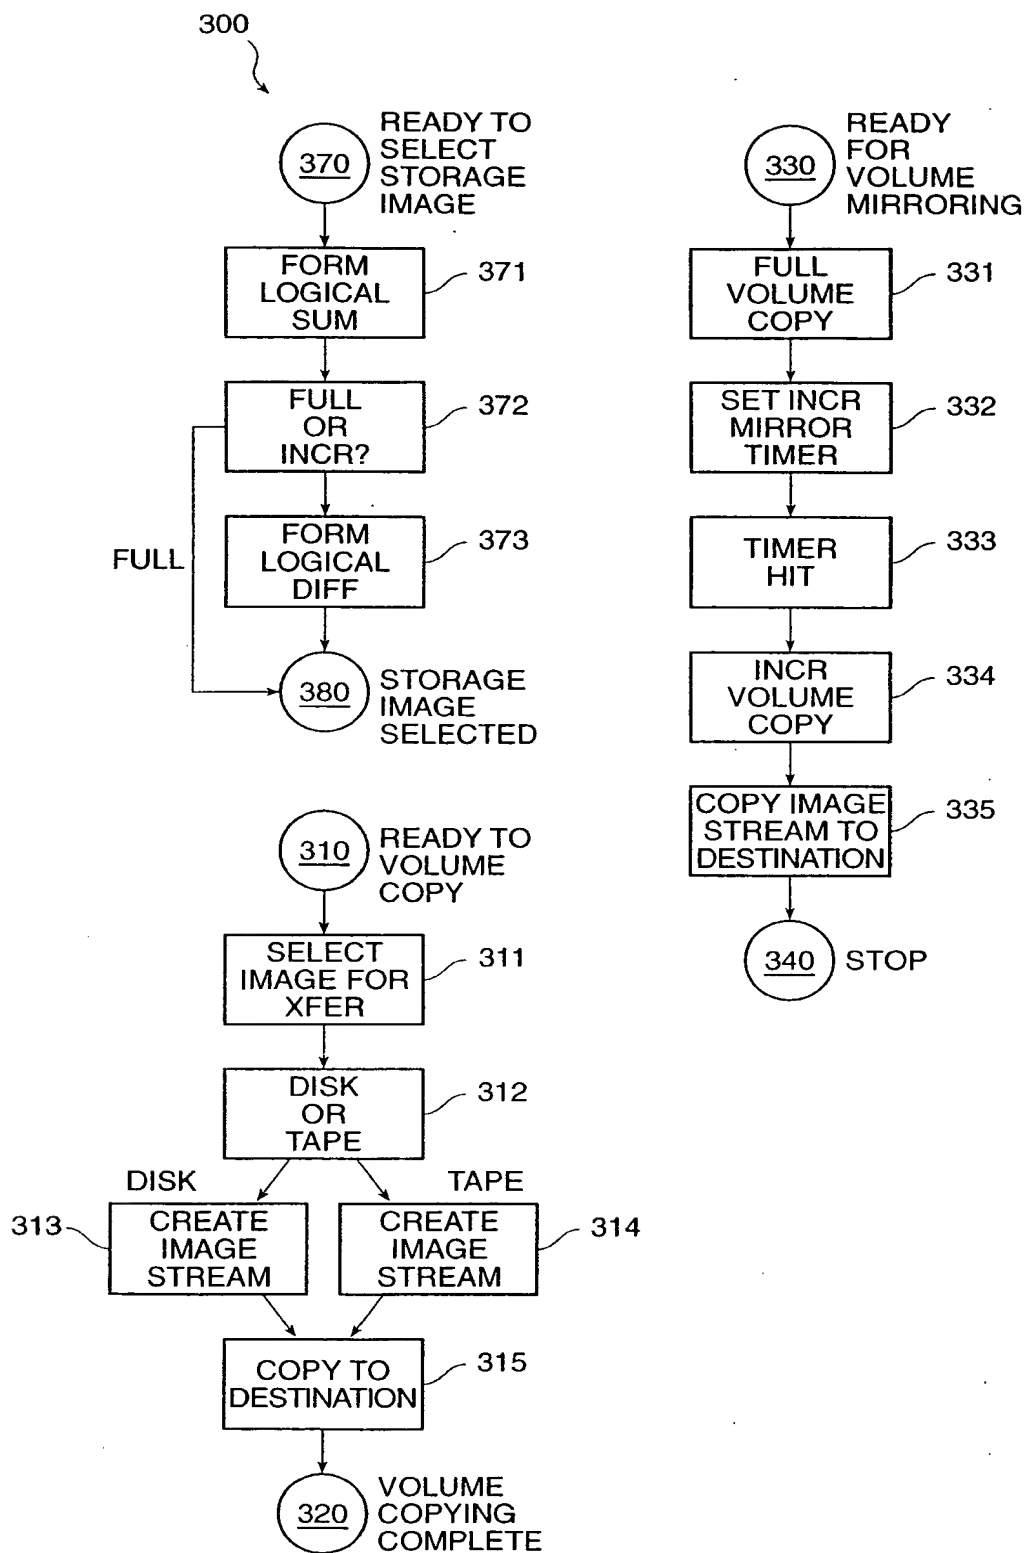 300
370
READY TO
SELECT
STORAGE
IMAGE
FORM
LOGICAL
SUM
371
FULL
OR
INCR?
372
FULL
FORM
LOGICAL
DIFF
373
380
STORAGE
IMAGE
SELECTED
310
READY TO
VOLUME
COPY
SELECT
IMAGE FOR
XFER
311
DISK
OR
TAPE
312
DISK
TAPE
313
CREATE
IMAGE
STREAM
CREATE
IMAGE
STREAM
314
COPY TO
DESTINATION
315
320
VOLUME
COPYING
COMPLETE
330
READY
FOR
VOLUME
MIRRORING
FULL
VOLUME
COPY
331
SET INCR
MIRROR
TIMER
332
TIMER
HIT
333
INCR
VOLUME
COPY
334
COPY IMAGE
STREAM TO
DESTINATION
335
340
STOP